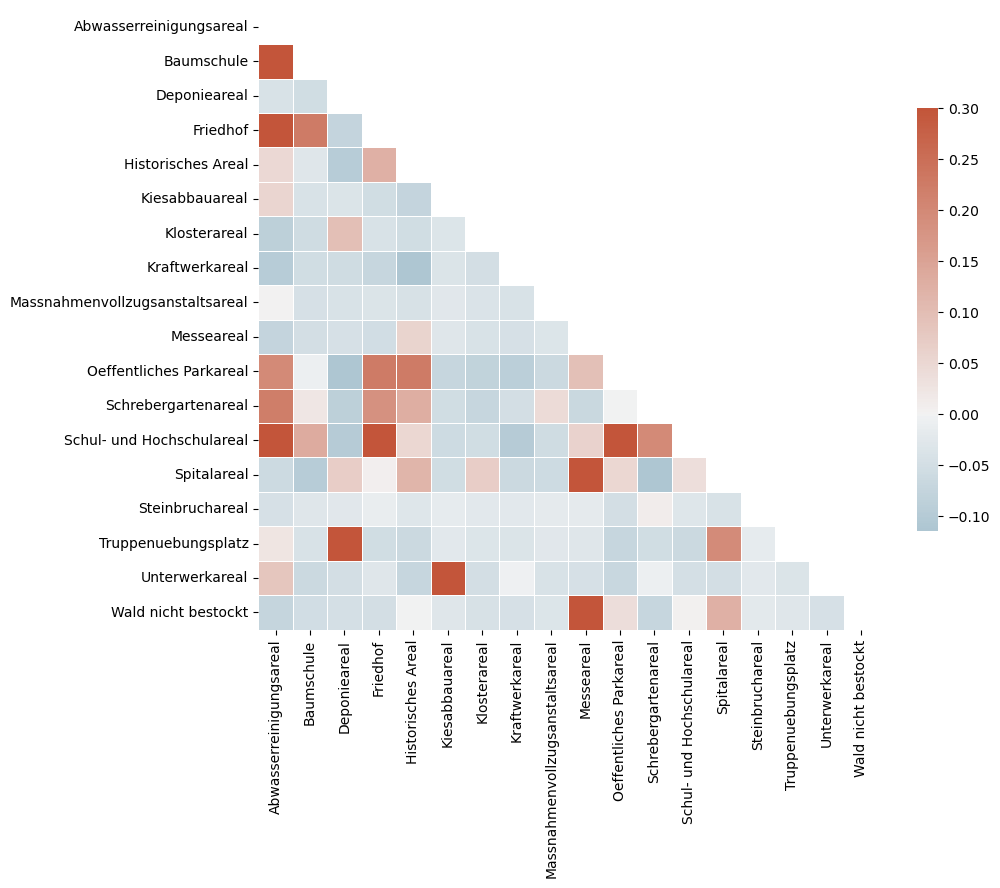 Abwasserreinigungsareal
Baumschule
Deponieareal
Friedhof
Historisches Areal
Kiesabbauareal
Klosterareal
Kraftwerkareal
Massnahmenvollzugsanstaltsareal
Messeareal
Oeffentliches Parkareal
Schrebergartenareal
Schul- und Hochschulareal
Spitalareal
Steinbruchareal
Truppenuebungsplatz
Unterwerkareal
Wald nicht bestockt
Abwasserreinigungsareal
Baumschule
Deponieareal
Friedhof
Historisches Areal
Kiesabbauareal
Klosterareal
Kraftwerkareal
Massnahmenvollzugsanstaltsareal
Messeareal
Oeffentliches Parkareal
Schrebergartenareal
Schul- und Hochschulareal
Spitalareal
Steinbruchareal
Truppenuebungsplatz
Unterwerkareal
Wald nicht bestockt
0.30
0.25
0.20
0.15
0.10
0.05
0.00
−0.05
−0.10